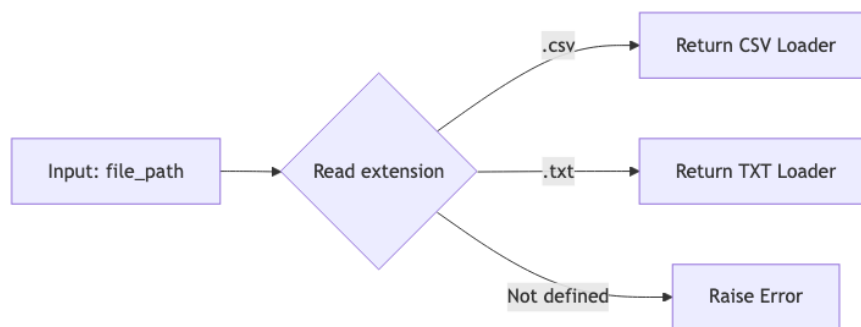 .csv
Return CSV Loader
Input: file_path
Read extension
.txt
Return TXT Loader
Not defined
Raise Error